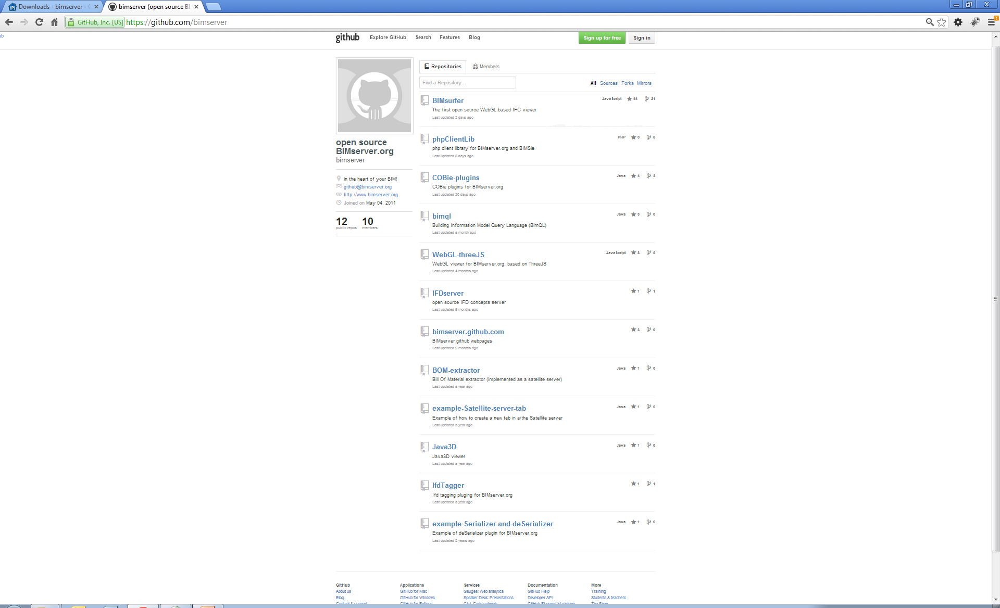 Downloads - bimserver - 
bimserver (open source BI
GitHub, Inc. [US] https://github.com/bimserver
ub
github
Explore GitHub Search Features Blog
Sign up for free Sign in
open source
BIMserver.org
bimserver
in the heart of your BIM!
github@bimserver.org
http://www.bimserver.org
Joined on May 04, 2011
12 10
public repos members
Repositories Members
Find a Repository...
All Sources Forks Mirrors
BIMsurfer JavaScript 44 21
The first open source WebGL based IFC viewer
Last updated 2 days ago
phpClientLib PHP 0 0
php client library for BIMserver.org and BIMSie
Last updated 8 days ago
COBie-plugins Java 4 3
COBie plugins for BIMserver.org
Last updated 20 days ago
bimql Java 3 0
Building Information Model Query Language (BimQL)
Last updated a month ago
WebGL-threeJS JavaScript 8
WebGL viewer for BIMserver.org; based on ThreeJS
Last updated 4 months ago
IFDserver 1 1
open source IFD concepts server
Last updated 5 months ago
bimserver.github.com 3 0
BIMserver github webpages
Last updated 9 months ago
BOM-extractor Java 1 0
Bill Of Material extractor (implemented as a satellite server)
Last updated a year ago
example-Satellite-server-tab Java 1 0
Example of how to create a new tab in a/the Satellite server
Last updated a year ago
Java3D Java 1 0
Java3D viewer
Last updated a year ago
IfdTagger 1 1
Ifd tagging pluging for BIMserver.org
Last updated a year ago
example-Serializer-and-deSerializer Java 1 0
Example of deSerializer plugin for BIMserver.org
Last updated 2 years ago
GitHub Applications Services Documentation More
About us GitHub for Mac Gauges: Web analytics GitHub Help Training
Blog GitHub for Windows Speaker Deck: Presentations Developer API Students & teachers
Contact & support GitHub for Eclipse Gist: Code snippets GitHub Flavored Markdown The Shop